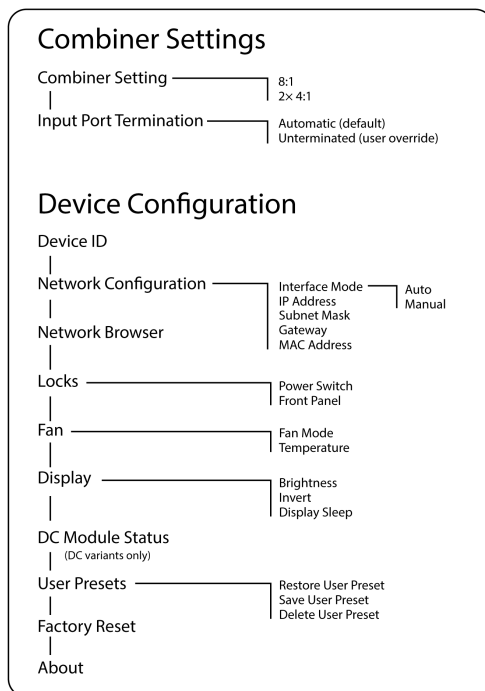 Combiner Settings
Combiner Setting
8:1
2× 4:1
Input Port Termination
Automatic (default)
Unterminated (user override)
Device Configuration
Device ID
Network Configuration
Interface Mode
Auto
Manual
IP Address
Subnet Mask
Gateway
MAC Address
Network Browser
Locks
Power Switch
Front Panel
Fan
Fan Mode
Temperature
Display
Brightness
Invert
Display Sleep
DC Module Status
(DC variants only)
User Presets
Restore User Preset
Save User Preset
Delete User Preset
Factory Reset
About